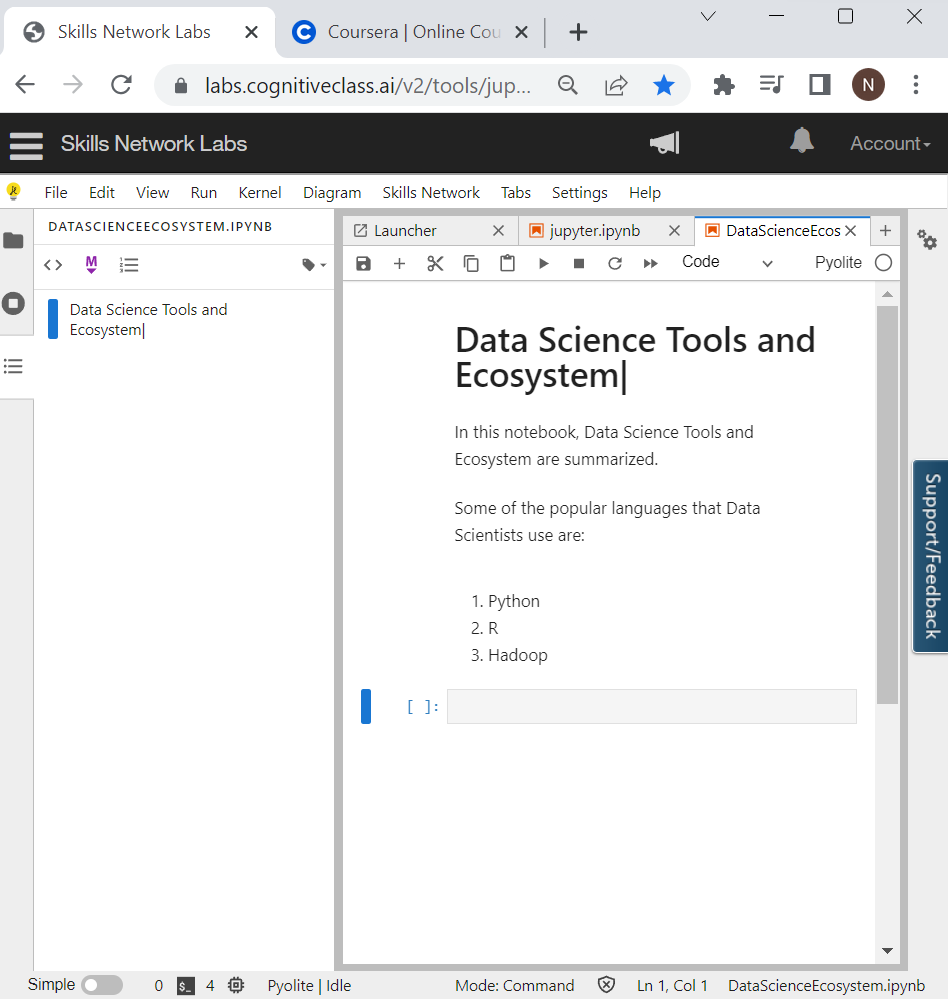 Skills Network Labs
Coursera | Online Cou
labs.cognitiveclass.ai/v2/tools/jup...
N
Skills Network Labs
Account
File Edit View Run Kernel Diagram Skills Network Tabs Settings Help
DATASCIENCEECOSYSTEM.IPYNB
M
Data Science Tools and
Ecosystem|
Launcher
jupyter.ipynb
DataScienceEcos
Code
Pyolite
Data Science Tools and
Ecosystem|
In this notebook, Data Science Tools and
Ecosystem are summarized.
Some of the popular languages that Data
Scientists use are:
1. Python
2. R
3. Hadoop
[ ]:
Support/Feedback
Simple 0 $_ 4 Pyolite | Idle Mode: Command Ln 1, Col 1 DataScienceEcosystem.ipynb